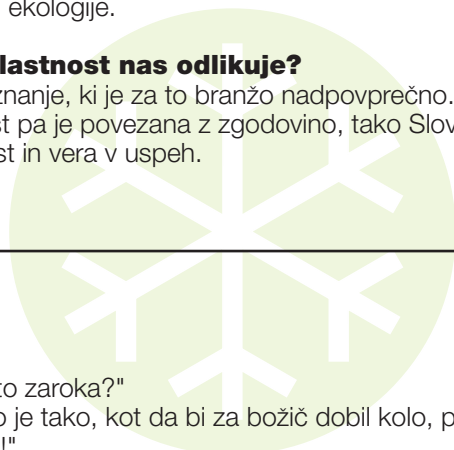 ekologije.
lastnost nas odlikuje?
znanje, ki je za to branžo nadpovprečno.
st pa je povezana z zgodovino, tako Slov
st in vera v uspeh.
to zaroka?"
o je tako, kot da bi za božič dobil kolo, p
!"